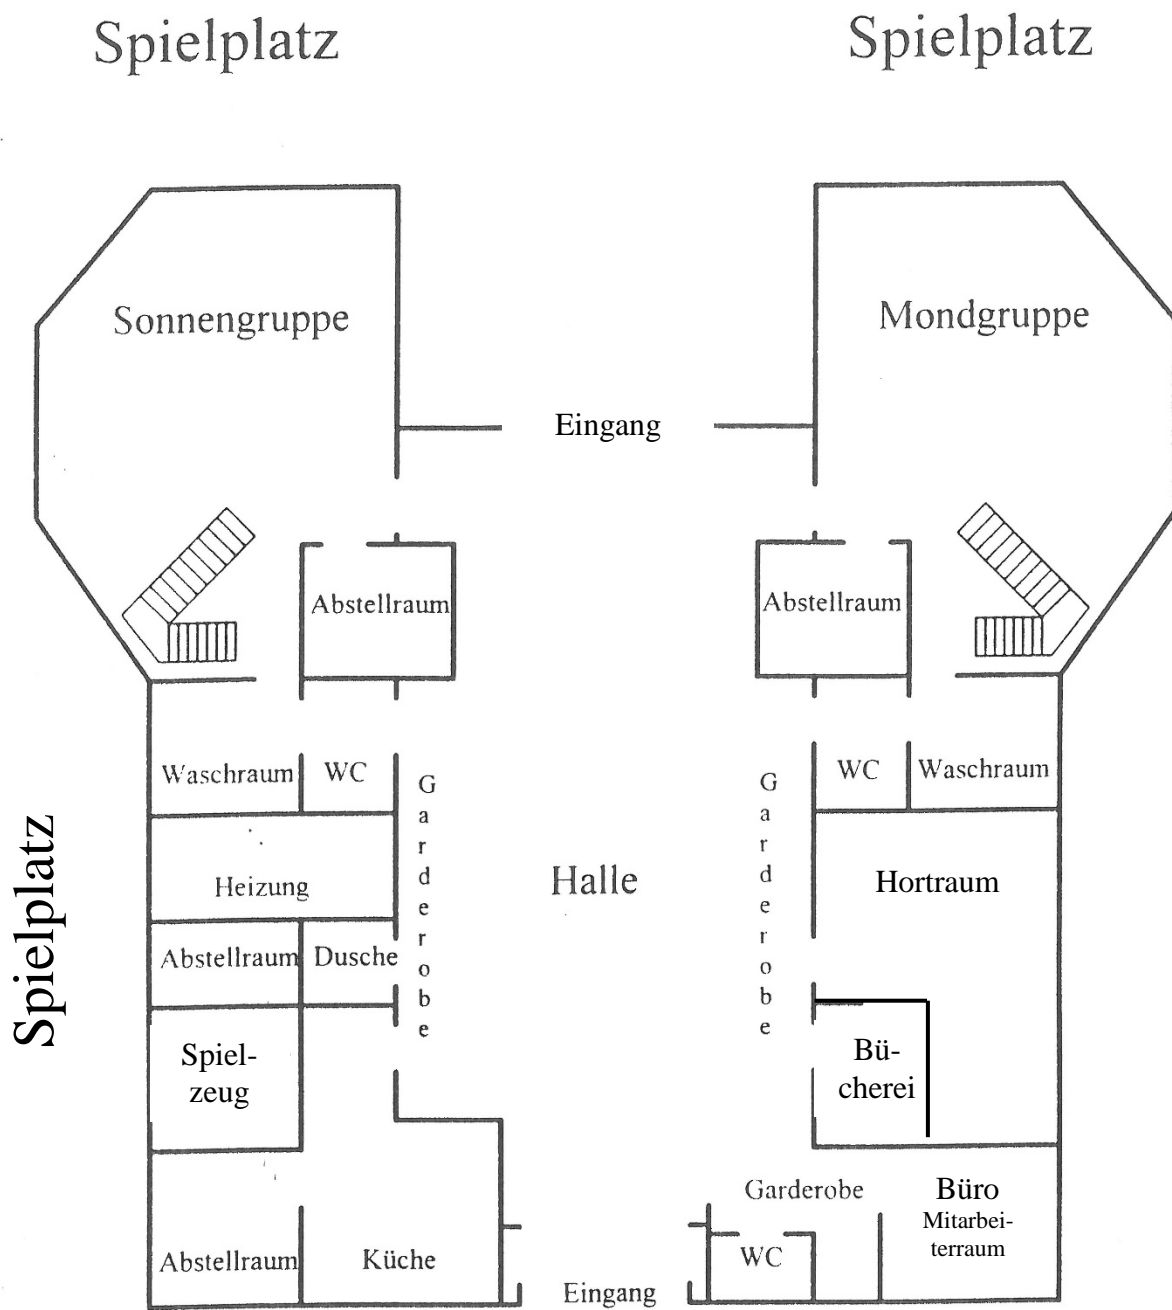 Spielplatz
Spielplatz
Sonnengruppe
Mondgruppe
Eingang
Abstellraum
Abstellraum
Waschraum
WC
Garderobe
Garderobe
WC
Waschraum
Spielplatz
Heizung
Halle
Hortraum
Abstellraum
Dusche
Spiel-
zeug
Bü-
cherei
Garderobe
Büro
Mitarbei-
terraum
Abstellraum
Küche
WC
Eingang